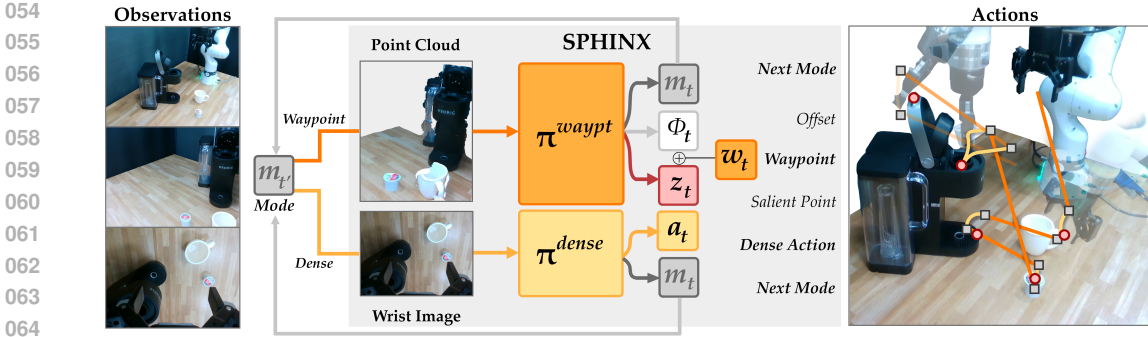 054
055
056
057
058
059
060
061
062
063
064
Observations
SPHINX
Actions
Point Cloud
Waypoint
m_t'
Mode
Dense
Wrist Image
π^waypt
π^dense
m_t
Φ_t
⊕
w_t
z_t
a_t
m_t
Next Mode
Offset
Waypoint
Salient Point
Dense Action
Next Mode